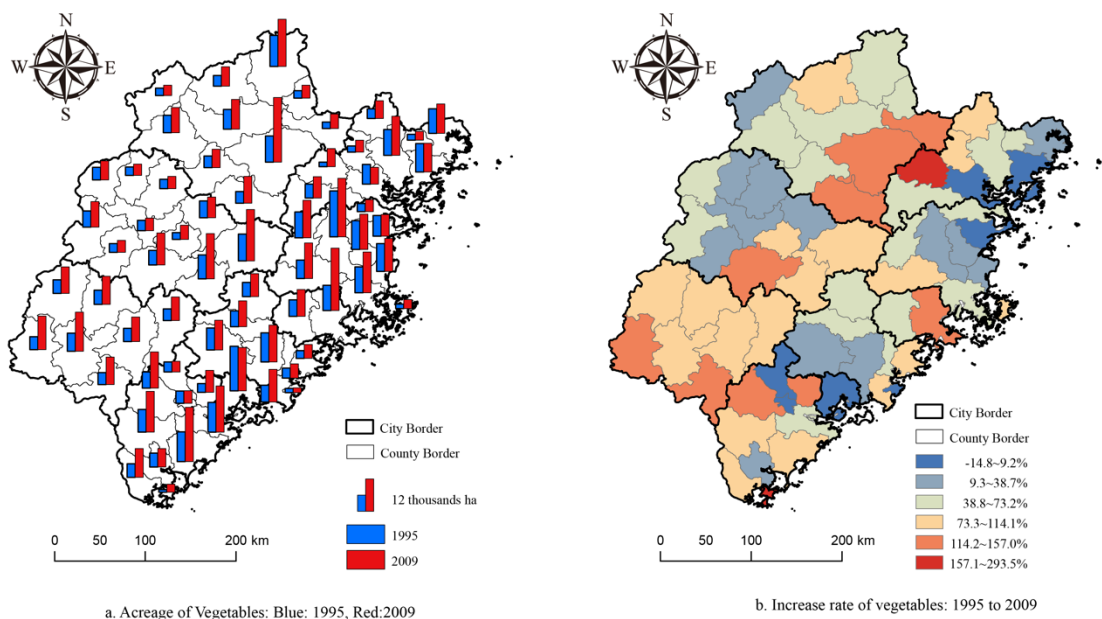 N
W E
S
City Border
County Border
12 thousands ha
1995
2009
0 50 100 200 km
a. Acreage of Vegetables: Blue: 1995, Red:2009
N
W E
S
City Border
County Border
-14.8~9.2%
9.3~38.7%
38.8~73.2%
73.3~114.1%
114.2~157.0%
157.1~293.5%
0 50 100 200 km
b. Increase rate of vegetables: 1995 to 2009